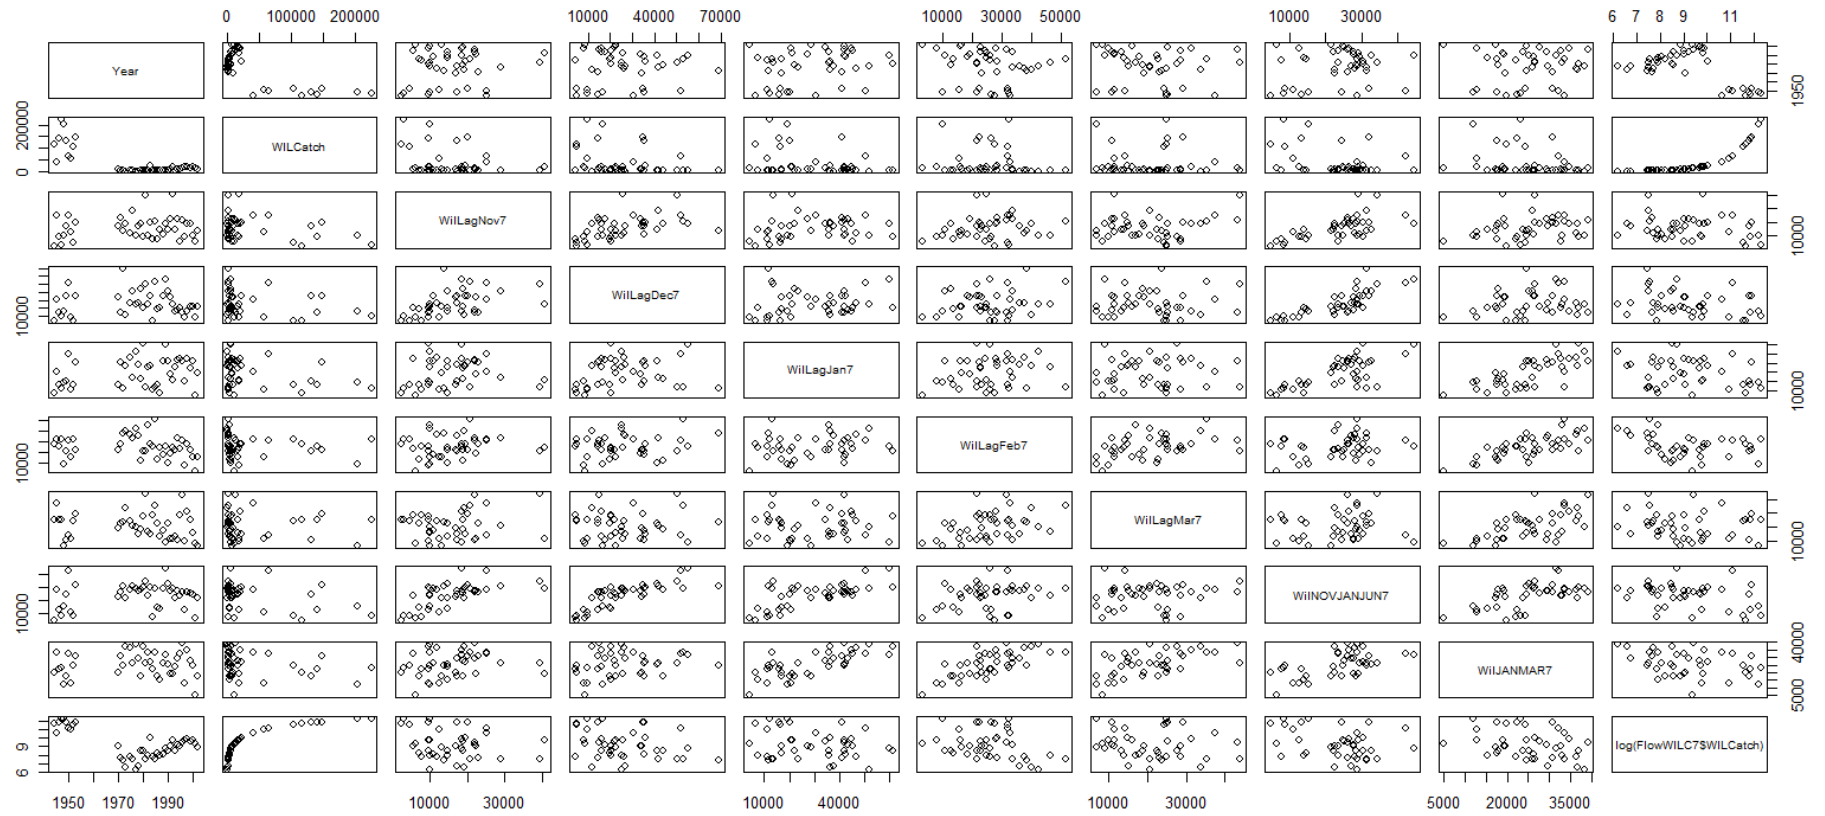 0 100000 200000 10000 40000 70000 10000 30000 50000 10000 30000 6 7 8 9 11
Year
1950
0 200000
WILCatch
WilLagNov7
10000
10000
WilLagDec7
WilLagJan7
10000
10000
WilLagFeb7
WilLagMar7
10000
10000
WilNOVJANJUN7
WilJANMAR7
5000 40000
6 9
log(FlowWILC7$WILCatch)
1950 1970 1990 10000 30000 10000 40000 10000 30000 5000 20000 35000